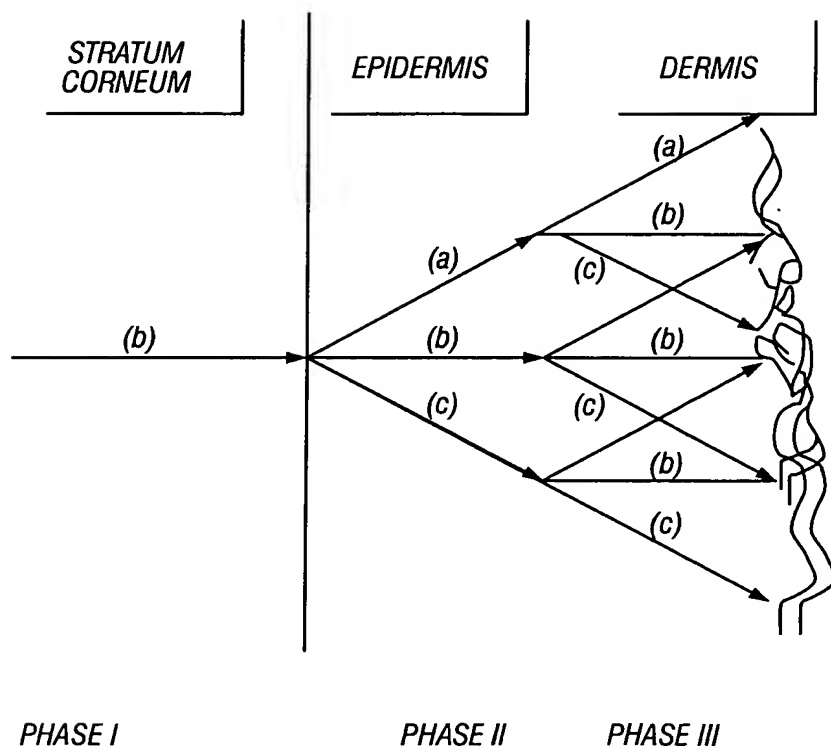 STRATUM
CORNEUM
EPIDERMIS
DERMIS
(a)
(b)
(a)
(c)
(b)
(b)
(b)
(c)
(c)
(b)
(c)
PHASE I
PHASE II
PHASE III